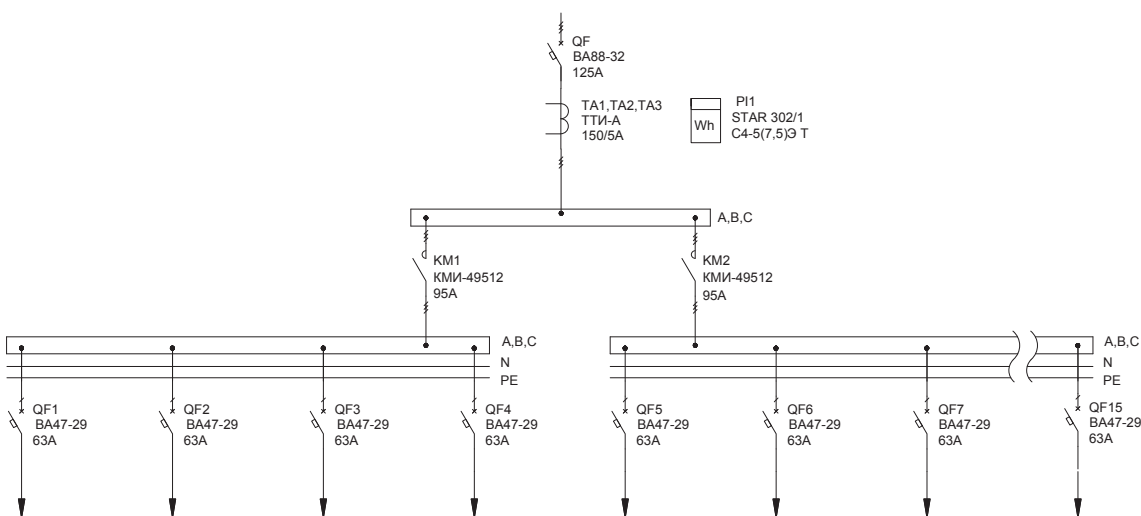 QF
ВА88-32
125А
ТА1,ТА2,ТА3
ТТИ-А
150/5А
Wh
PI1
STAR 302/1
С4-5(7,5)Э Т
А,В,С
КМ1
КМИ-49512
95А
КМ2
КМИ-49512
95А
А,В,С
N
PE
А,В,С
N
PE
QF1
ВА47-29
63А
QF2
ВА47-29
63А
QF3
ВА47-29
63А
QF4
ВА47-29
63А
QF5
ВА47-29
63А
QF6
ВА47-29
63А
QF7
ВА47-29
63А
QF15
ВА47-29
63А